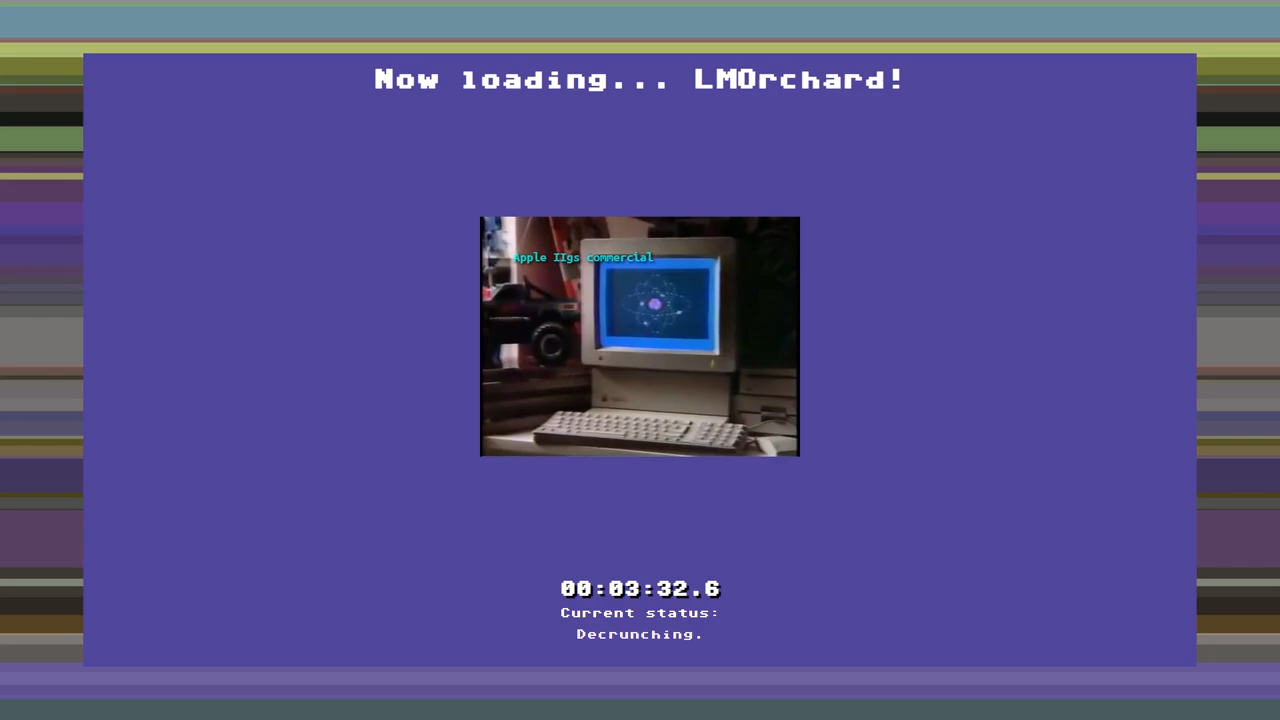 Now loading... LMOrchard!
Apple IIgs commercial
00:03:32.6
Current status:
Decrunching.